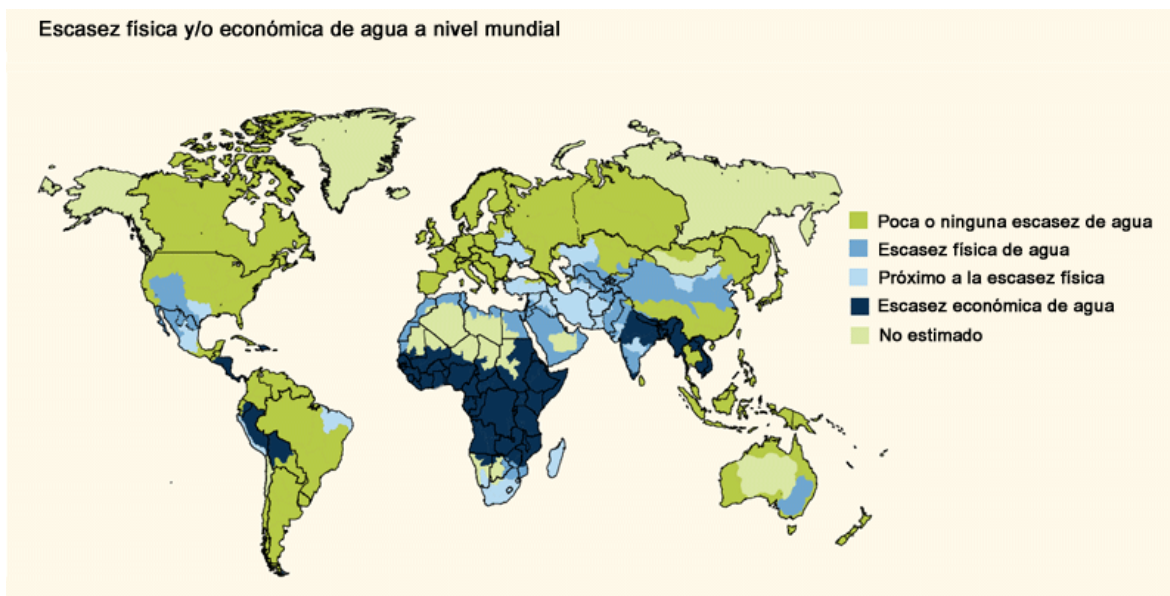 Escasez física y/o económica de agua a nivel mundial
Poca o ninguna escasez de agua
Escasez física de agua
Próximo a la escasez física
Escasez económica de agua
No estimado